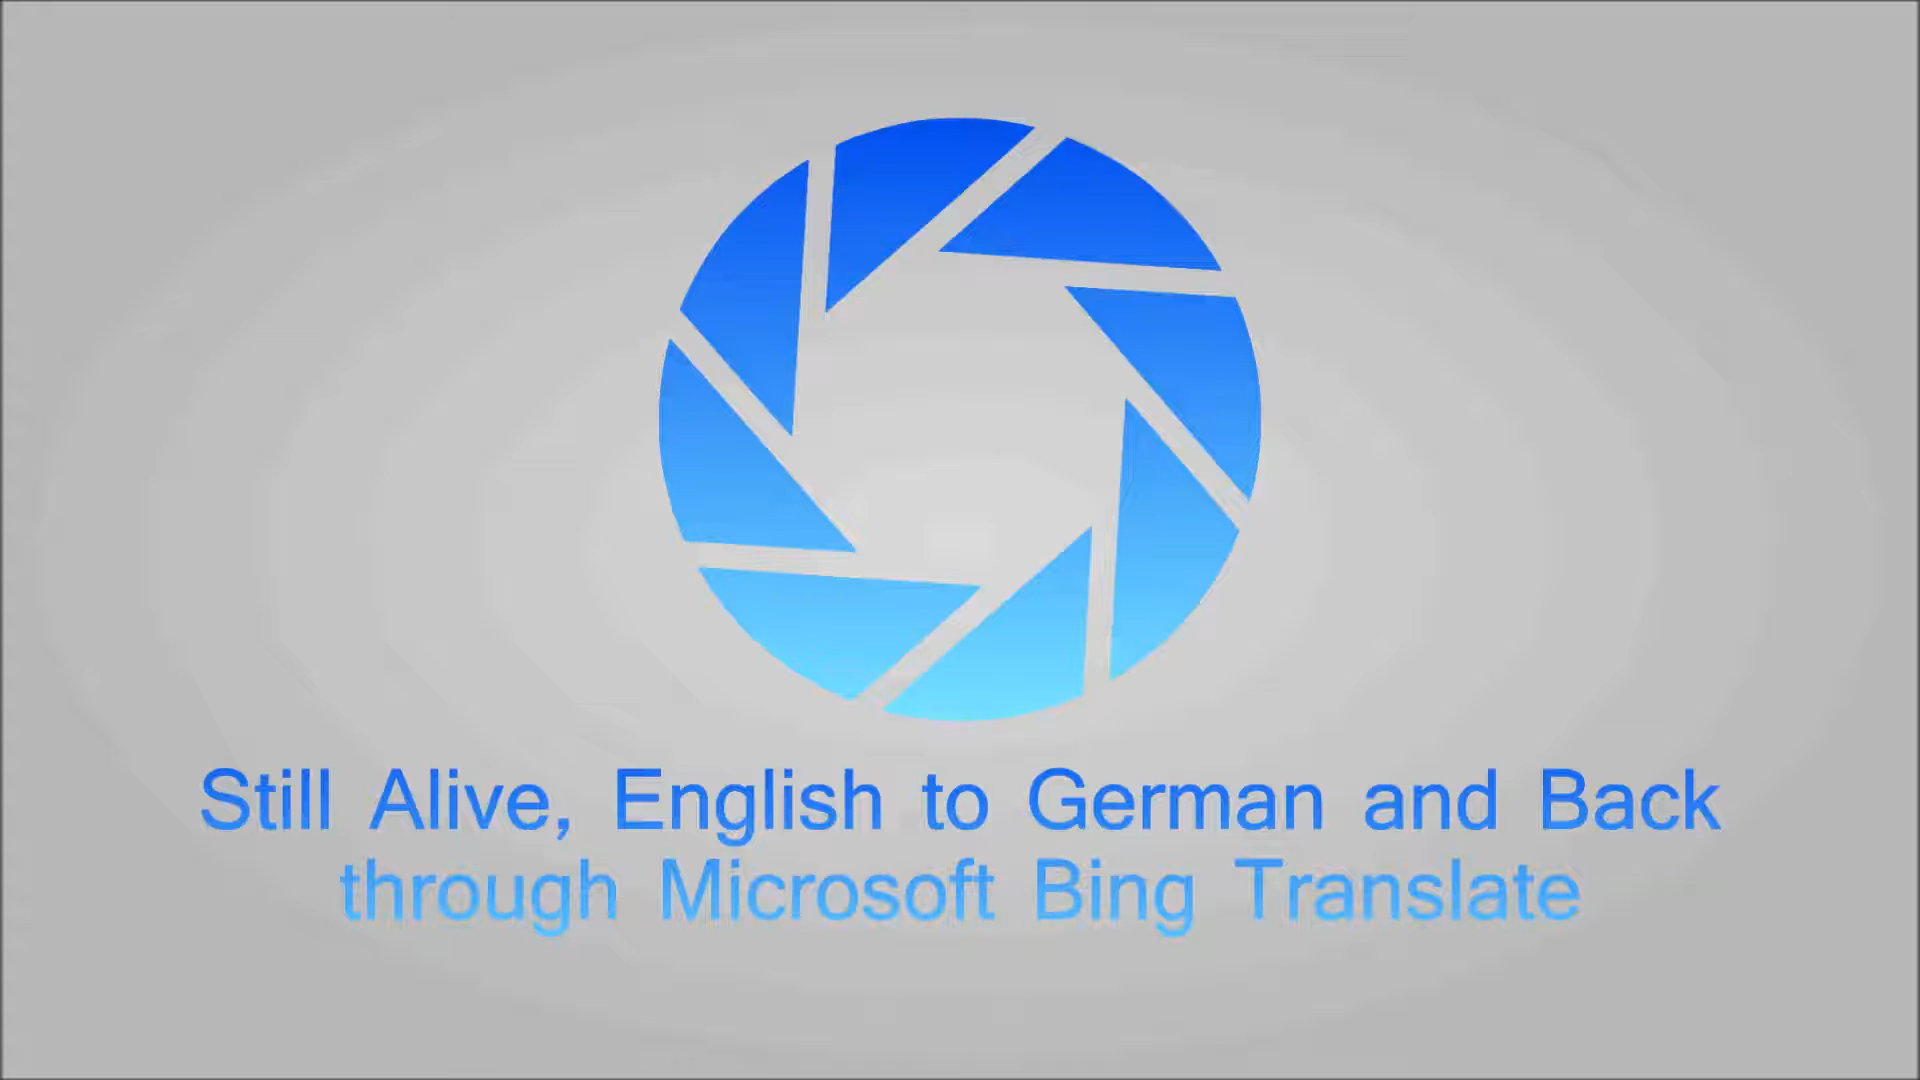 Still Alive, English to German and Back
through Microsoft Bing Translate